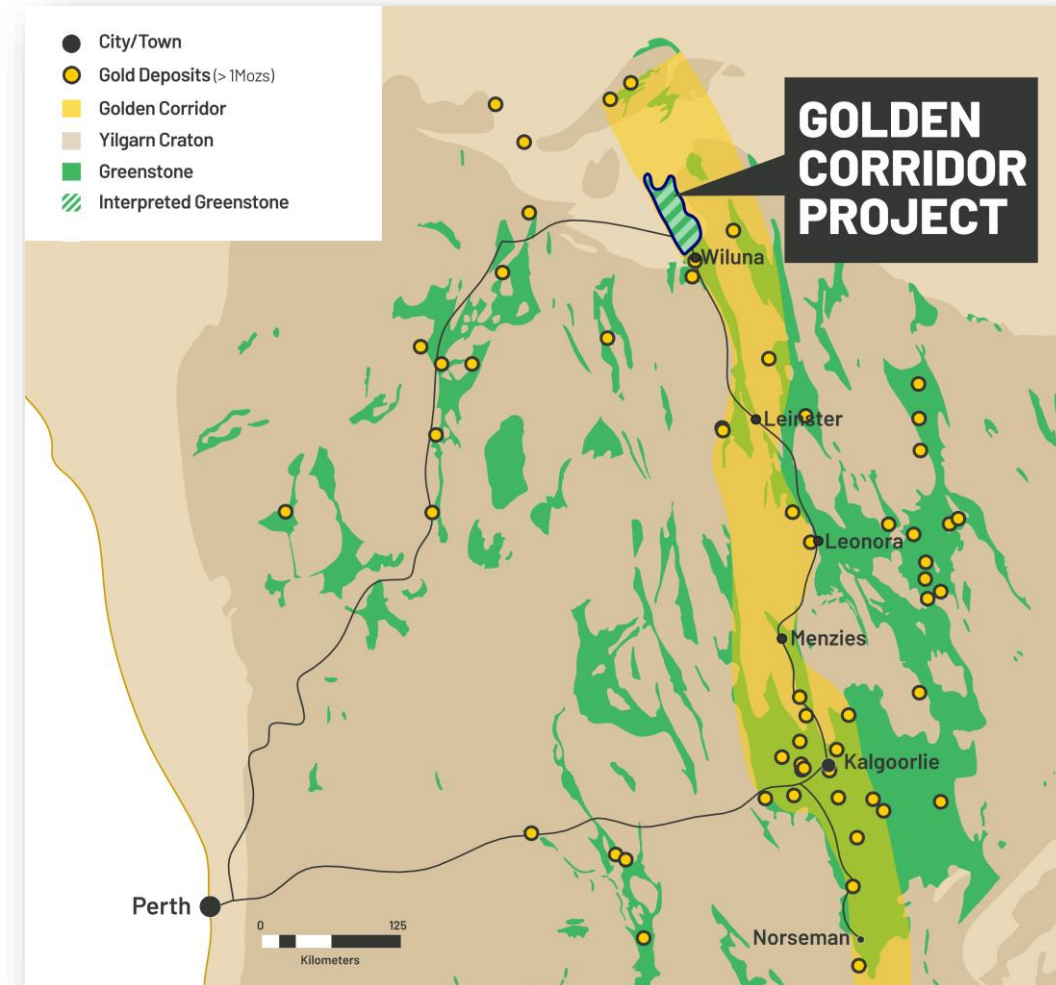 City/Town
Gold Deposits (> 1Mozs)
Golden Corridor
Yilgarn Craton
Greenstone
Interpreted Greenstone
GOLDEN
CORRIDOR
PROJECT
Wiluna
Leinster
Leonora
Menzies
Kalgoorlie
Perth
Norseman
0 125
Kilometers